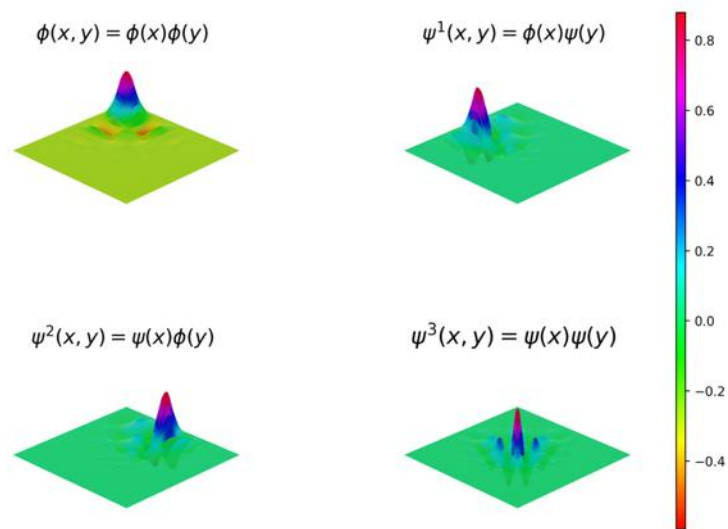 ϕ(x, y) = ϕ(x)ϕ(y)
ψ¹(x, y) = ϕ(x)ψ(y)
ψ²(x, y) = ψ(x)ϕ(y)
ψ³(x, y) = ψ(x)ψ(y)
0.8
0.6
0.4
0.2
0.0
−0.2
−0.4